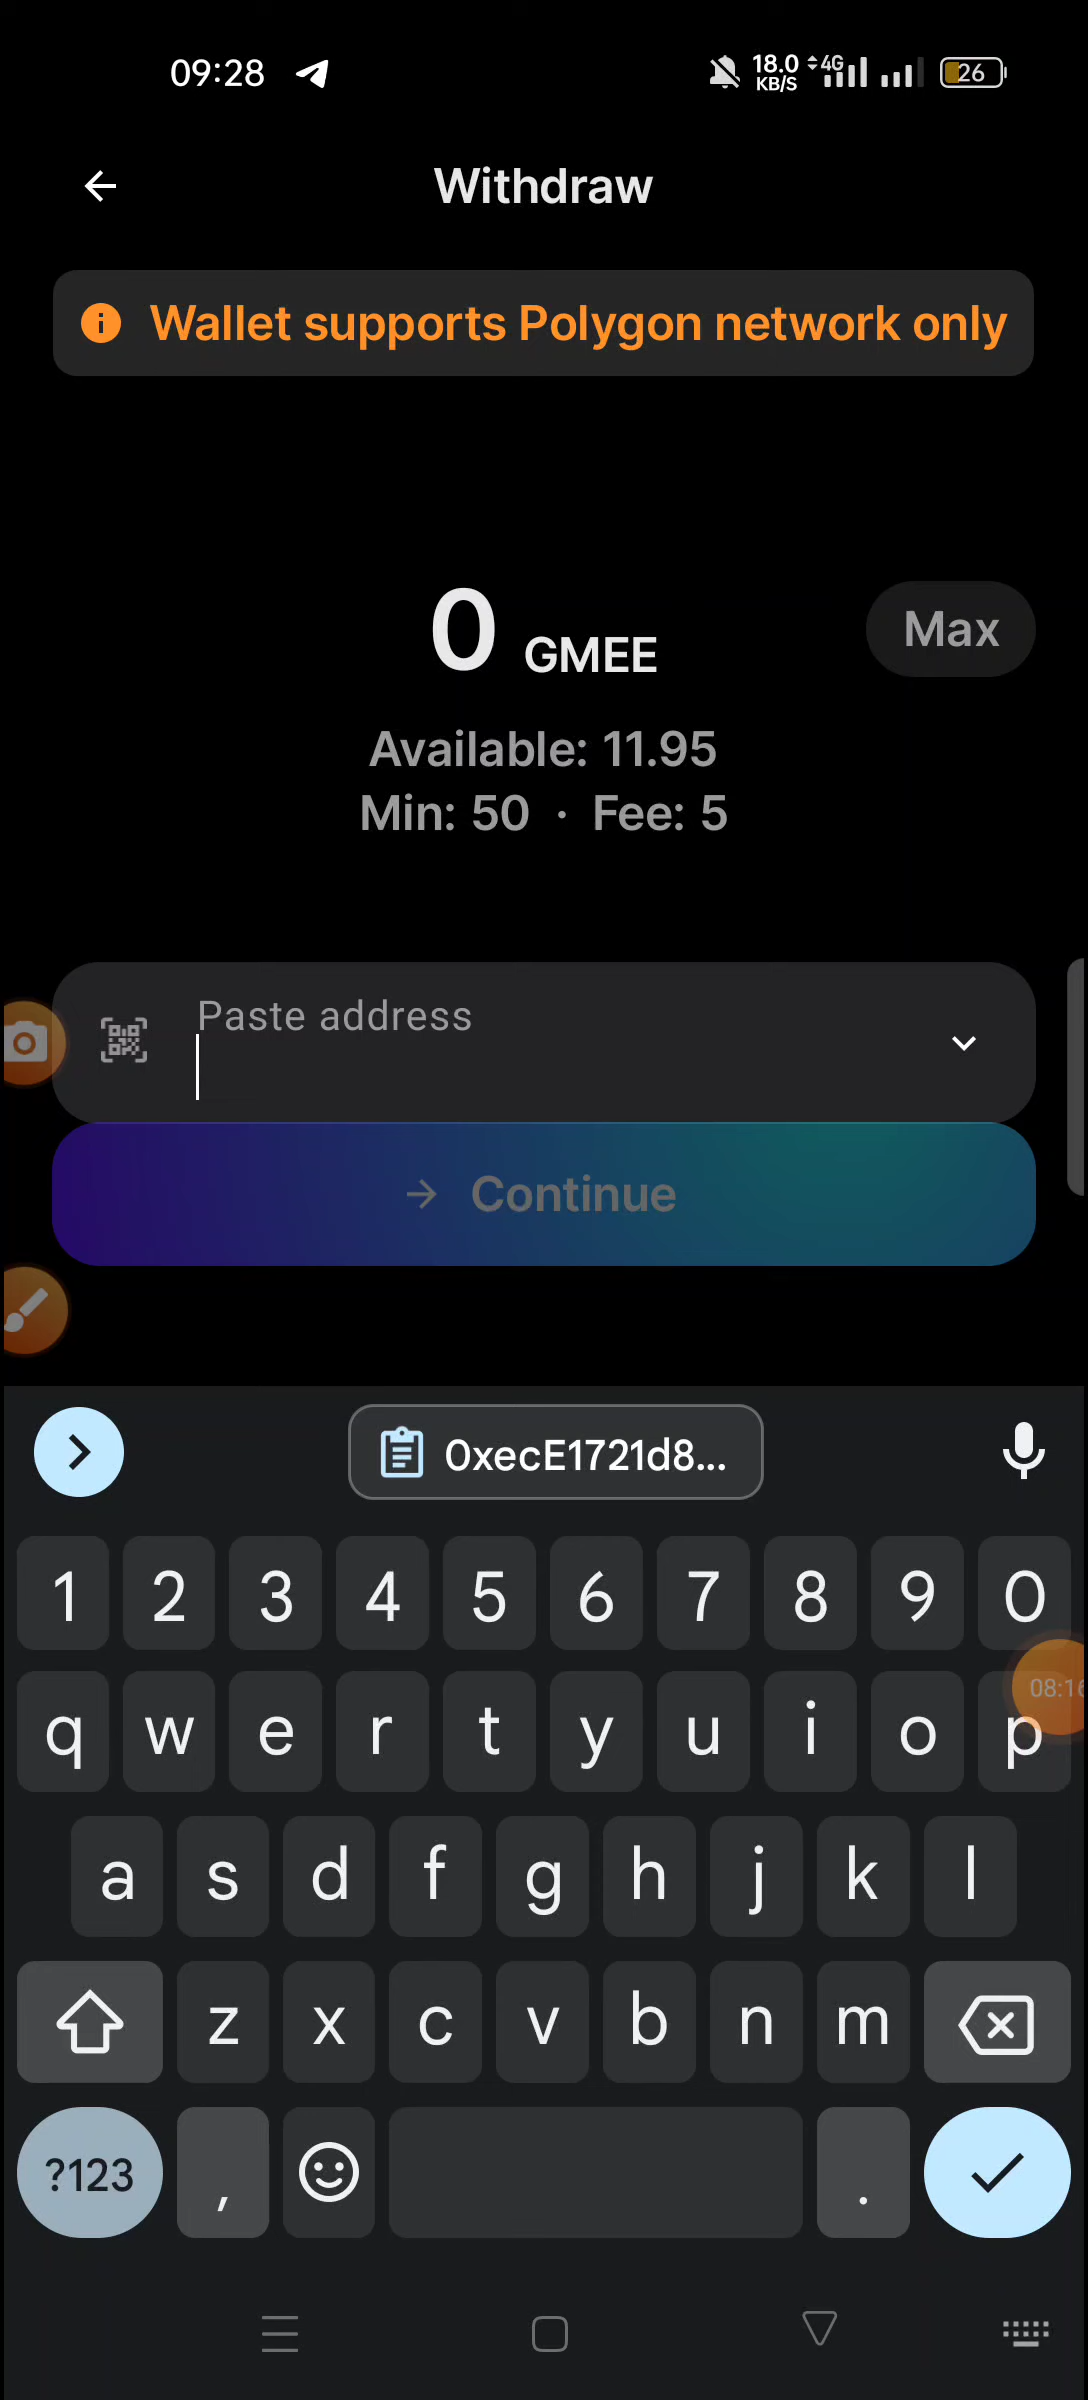 09:28
18.0 KB/S 4G 26
Withdraw
Wallet supports Polygon network only
0 GMEE
Max
Available: 11.95
Min: 50 · Fee: 5
Paste address
Continue
0xecE1721d8...
1 2 3 4 5 6 7 8 9 0
08:16
q w e r t y u i o p
a s d f g h j k l
z x c v b n m
?123 , .